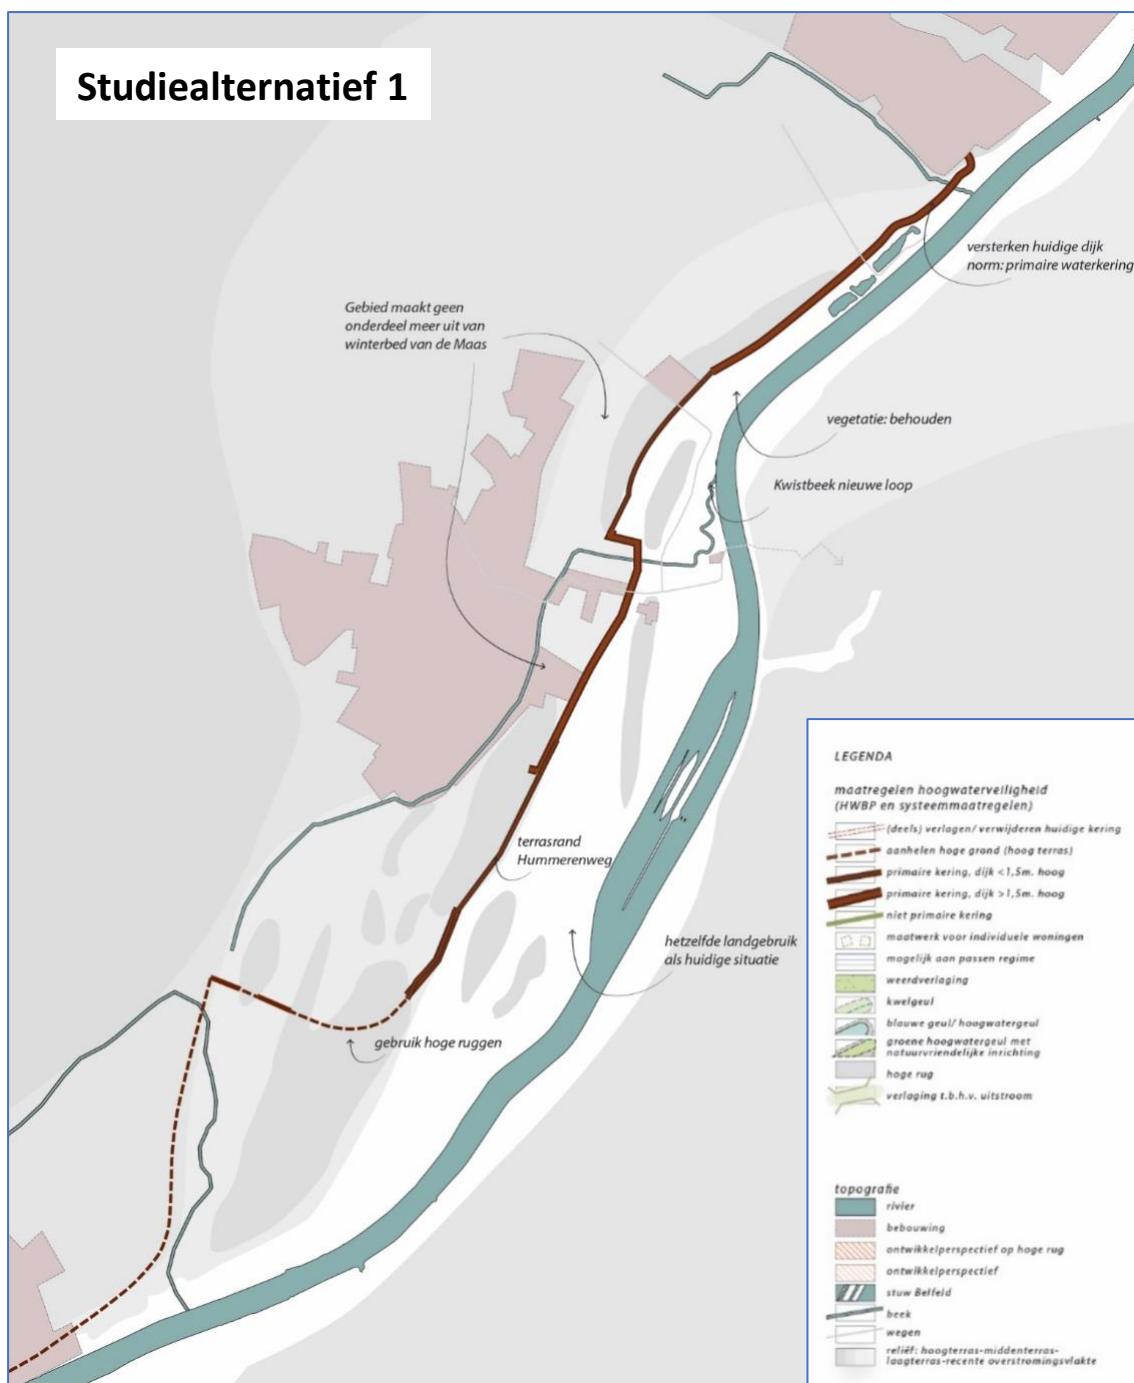 Studiealternatief 1
versterken huidige dijk
norm: primaire waterkering
Gebied maakt geen
onderdeel meer uit van
winterbed van de Maas
vegetatie: behouden
Kwistbeek nieuwe loop
terrasrand
Hummerenweg
hetzelfde landgebruik
als huidige situatie
gebruik hoge ruggen
LEGENDA
maatregelen hoogwaterveiligheid
(HWBP en systeemmaatregelen)
(deels) verlagen/ verwijderen huidige kering
aanhelen hoge grond (hoog terras)
primaire kering, dijk <1,5m. hoog
primaire kering, dijk >1,5m. hoog
niet primaire kering
maatwerk voor individuele woningen
mogelijk aan passen regime
weerdverlaging
kwelgeul
blauwe geul/ hoogwatergeul
groene hoogwatergeul met
natuurvriendelijke inrichting
hoge rug
verlaging t.b.h.v. uitstroom
topografie
rivier
bebouwing
ontwikkelperspectief op hoge rug
ontwikkelperspectief
stuw Belfeld
beek
wegen
reliëf: hoogterras-middenterras-
laagterras-recente overstromingsvlakte